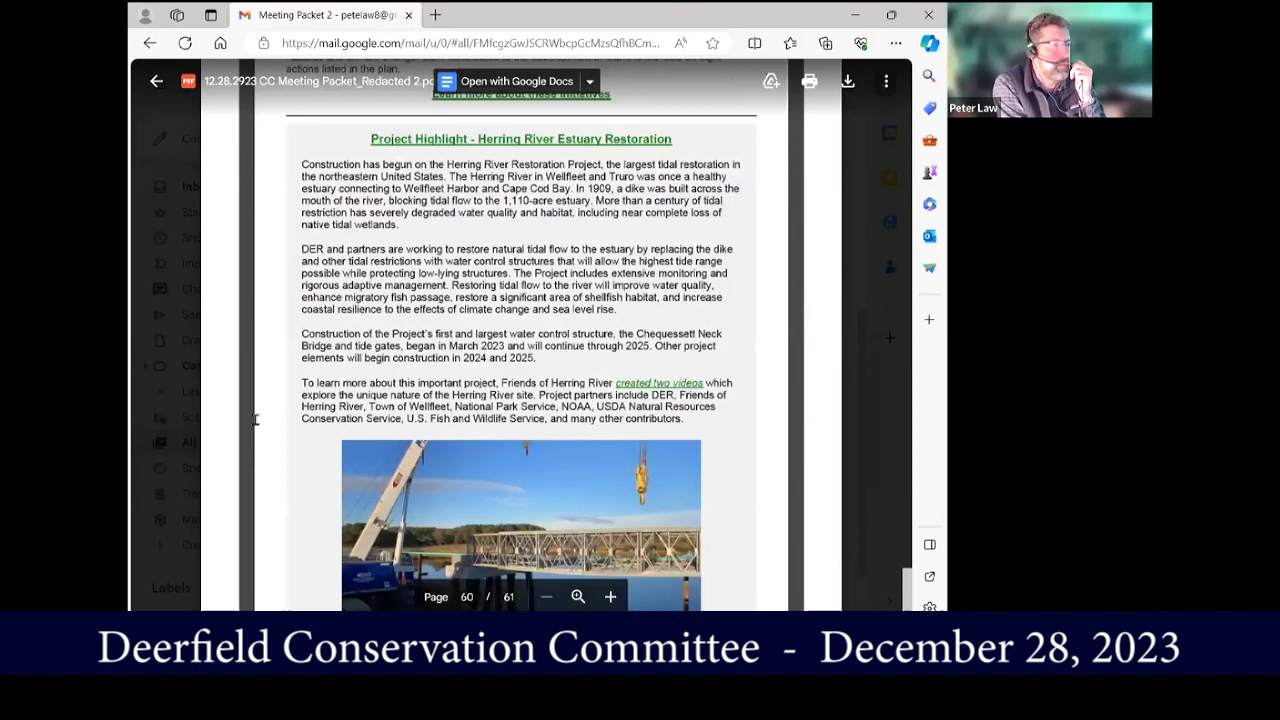 Meeting Packet 2 - petelaw8@g
https://mail.google.com/mail/u/0/#all/FMfcgzGwJSCRWbcpGcMzsQfhBCm...
12.28.2923 CC Meeting Packet_Redacted 2.pd
Open with Google Docs
Peter Law
actions listed in the plan.
Learn more about these initiatives
Project Highlight - Herring River Estuary Restoration
Construction has begun on the Herring River Restoration Project, the largest tidal restoration in
the northeastern United States. The Herring River in Wellfleet and Truro was once a healthy
estuary connecting to Wellfleet Harbor and Cape Cod Bay. In 1909, a dike was built across the
mouth of the river, blocking tidal flow to the 1,110-acre estuary. More than a century of tidal
restriction has severely degraded water quality and habitat, including near complete loss of
native tidal wetlands.
DER and partners are working to restore natural tidal flow to the estuary by replacing the dike
and other tidal restrictions with water control structures that will allow the highest tide range
possible while protecting low-lying structures. The Project includes extensive monitoring and
rigorous adaptive management. Restoring tidal flow to the river will improve water quality,
enhance migratory fish passage, restore a significant area of shellfish habitat, and increase
coastal resilience to the effects of climate change and sea level rise.
Construction of the Project's first and largest water control structure, the Chequessett Neck
Bridge and tide gates, began in March 2023 and will continue through 2025. Other project
elements will begin construction in 2024 and 2025.
To learn more about this important project, Friends of Herring River created two videos which
explore the unique nature of the Herring River site. Project partners include DER, Friends of
Herring River, Town of Wellfleet, National Park Service, NOAA, USDA Natural Resources
Conservation Service, U.S. Fish and Wildlife Service, and many other contributors.
Labels
Page 60 / 61
Deerfield Conservation Committee - December 28, 2023